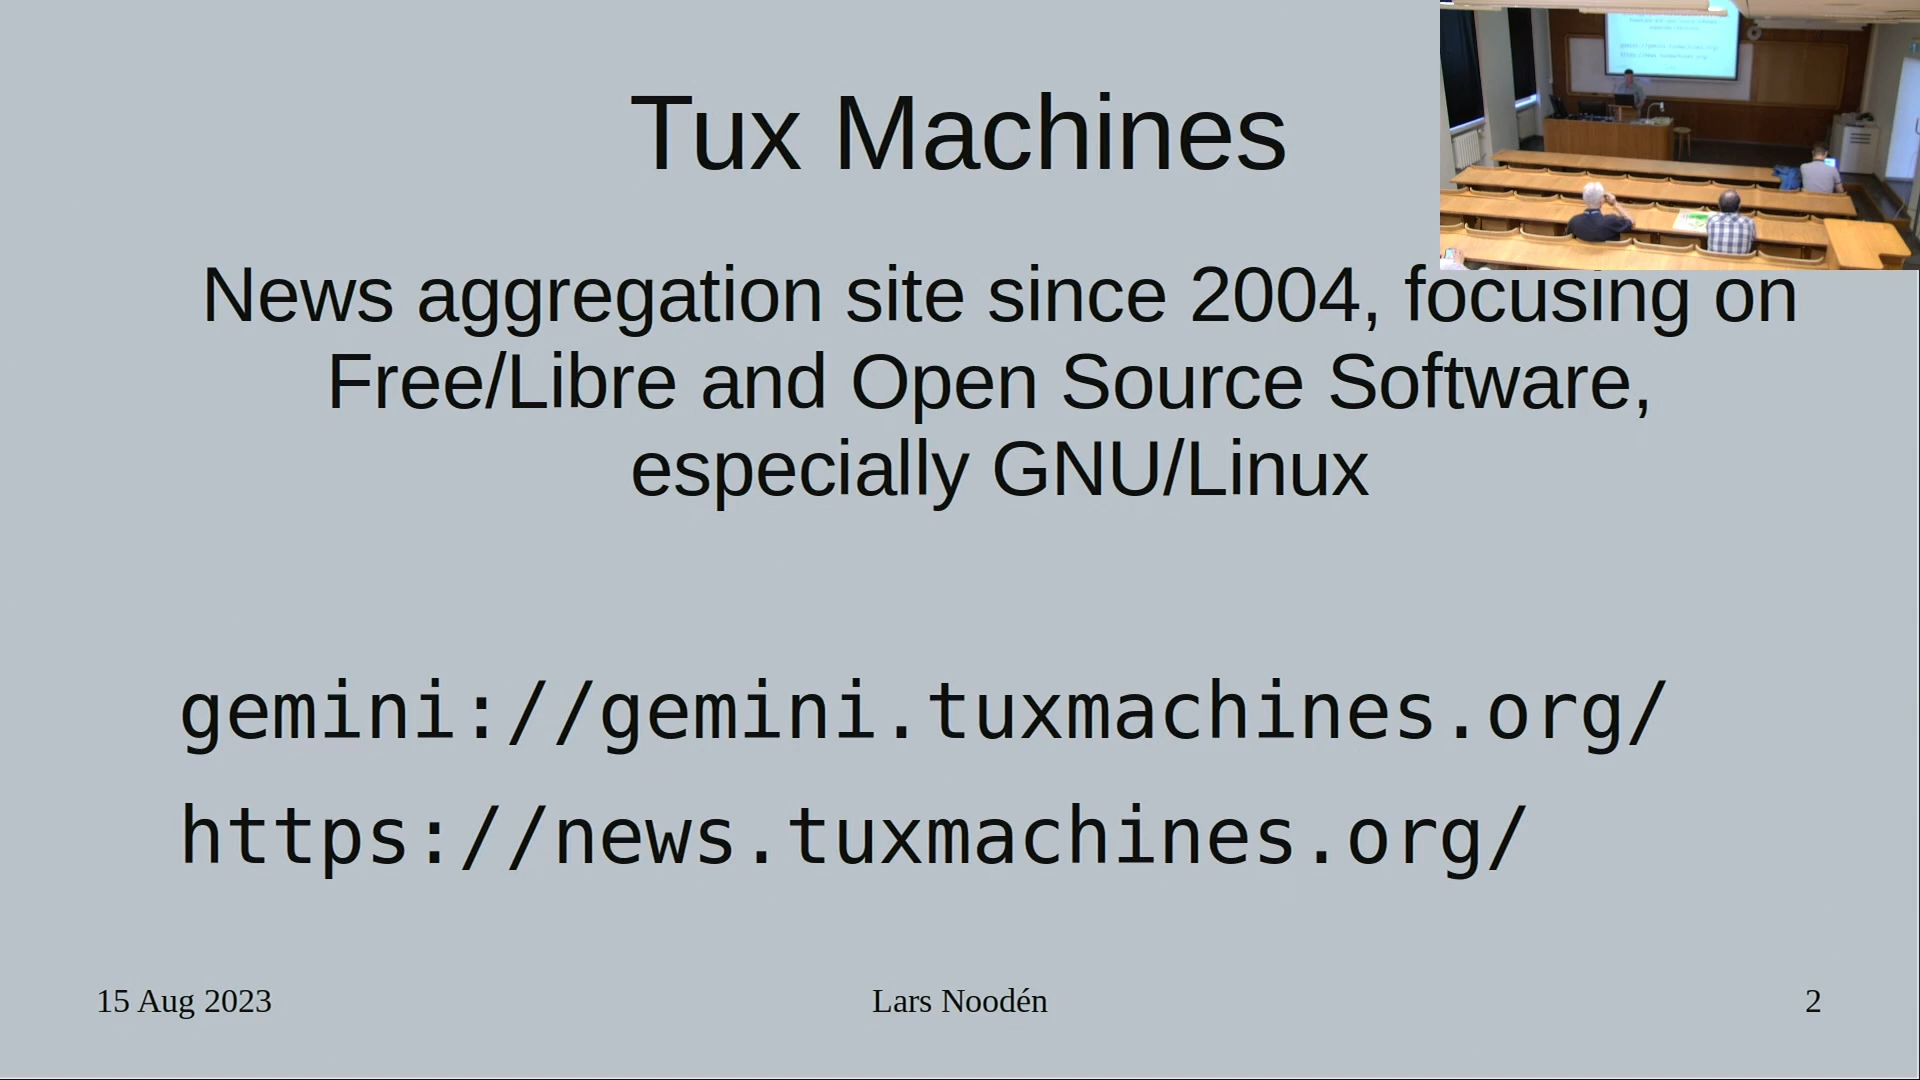 Tux Machines
News aggregation site since 2004, focusing on
Free/Libre and Open Source Software,
especially GNU/Linux
gemini://gemini.tuxmachines.org/
https://news.tuxmachines.org/
15 Aug 2023
Lars Noodén
2